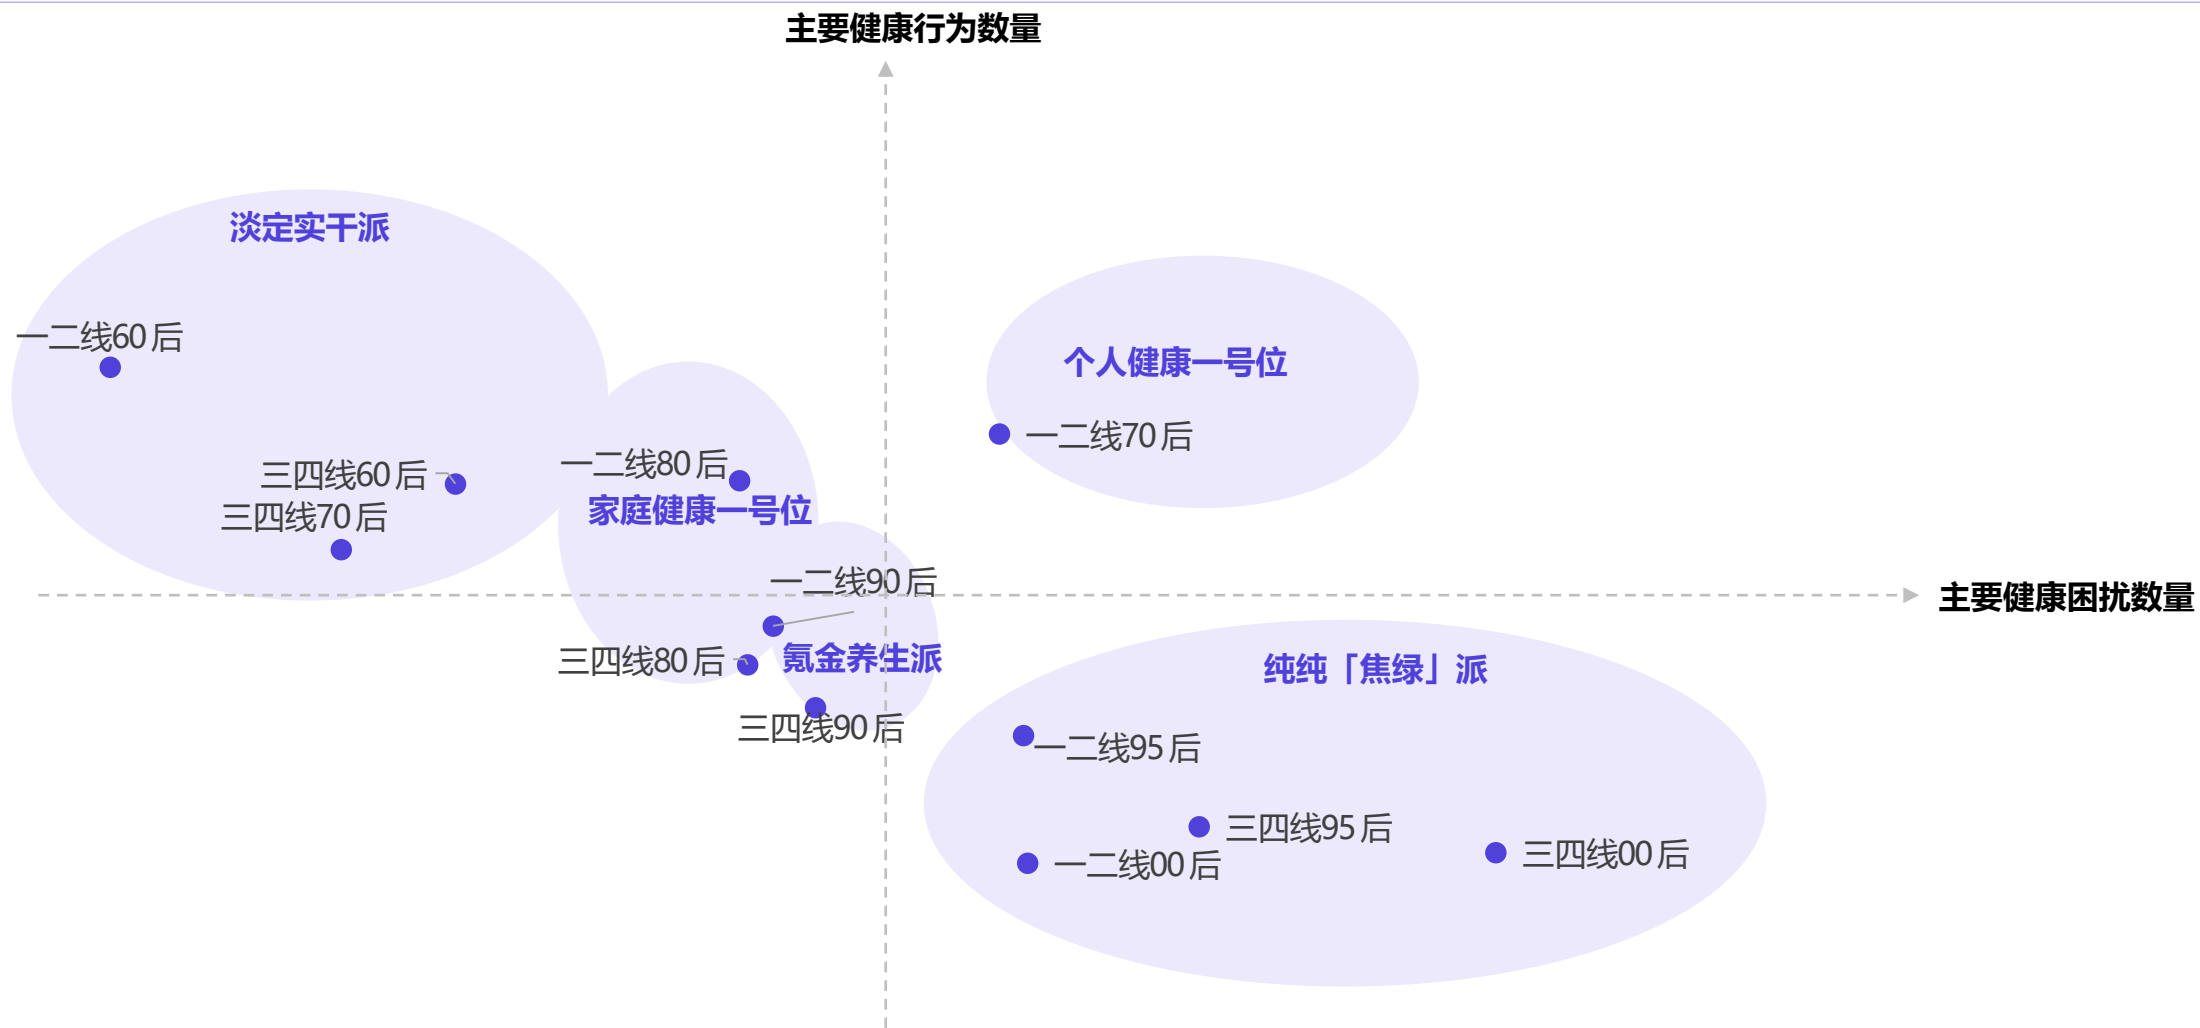 主要健康行为数量
淡定实干派
一二线60后
个人健康一号位
一二线70后
一二线80后
三四线60后
家庭健康一号位
三四线70后
一二线90后
主要健康困扰数量
三四线80后
氪金养生派
纯纯「焦绿」派
三四线90后
一二线95后
三四线95后
三四线00后
一二线00后